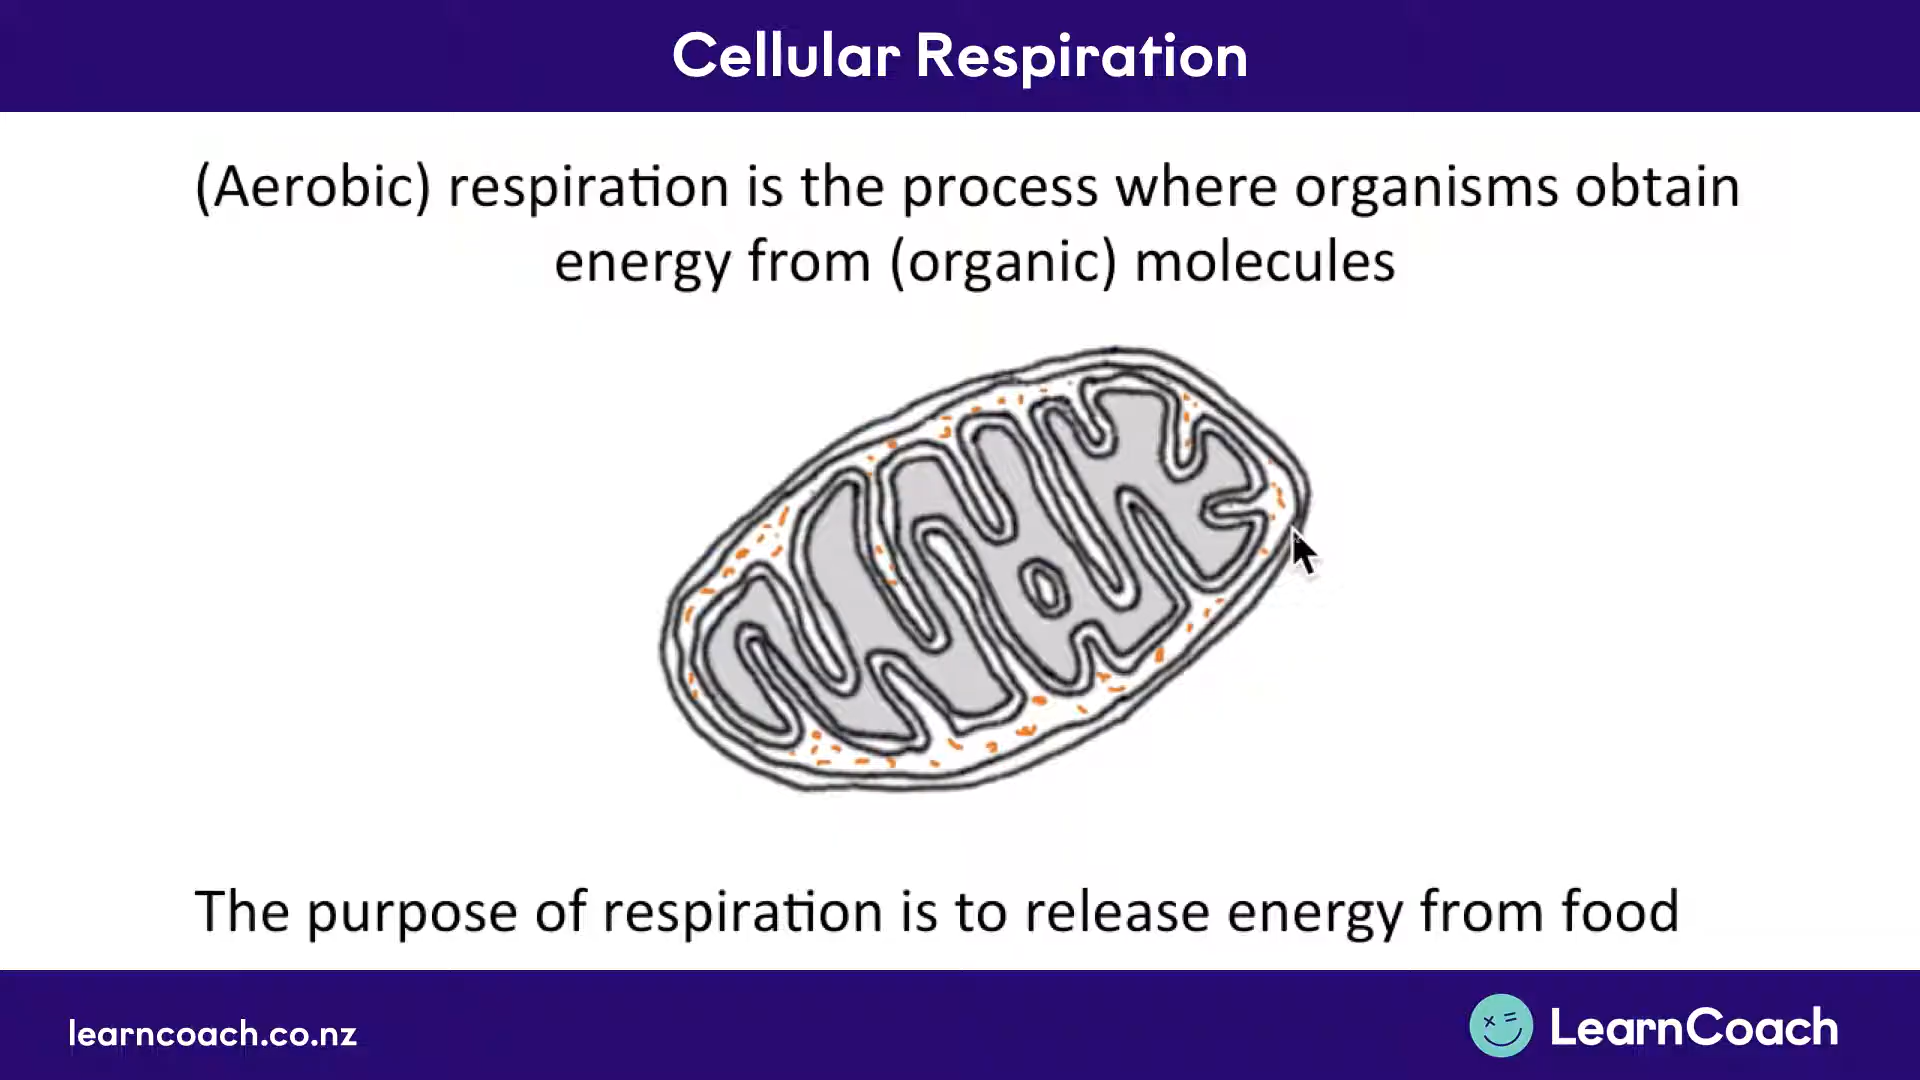 Cellular Respiration
(Aerobic) respiration is the process where organisms obtain
energy from (organic) molecules
The purpose of respiration is to release energy from food
learncoach.co.nz
LearnCoach